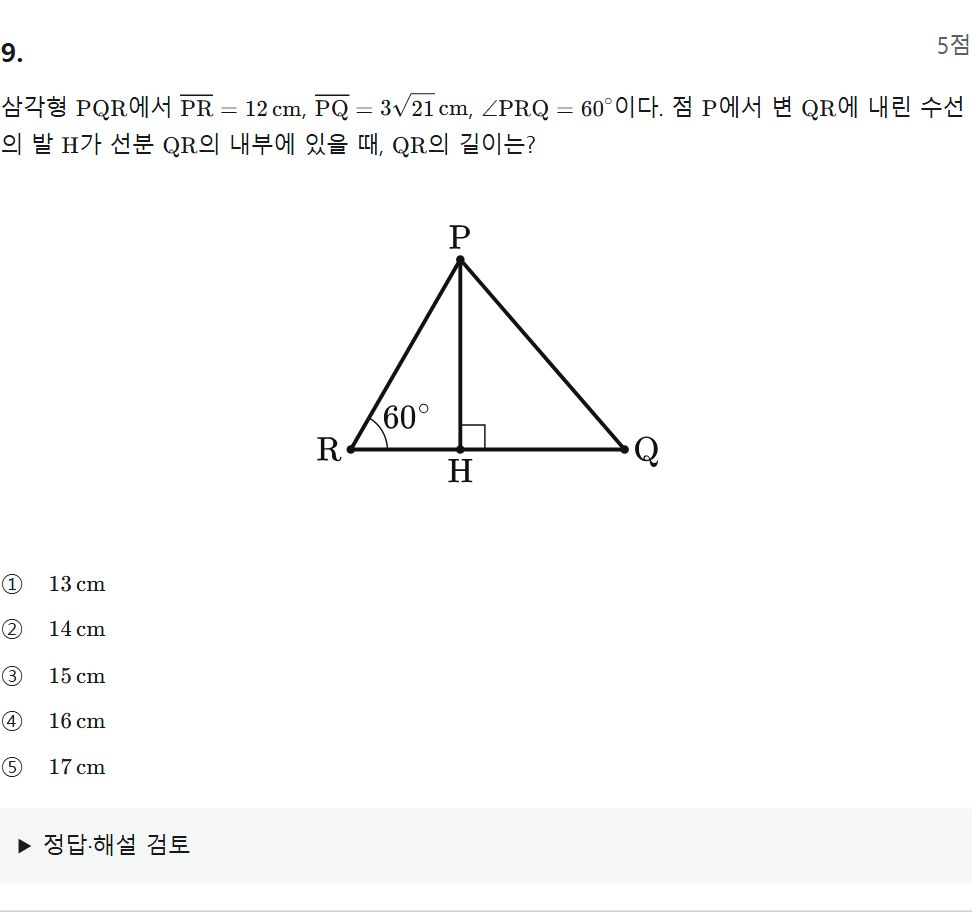 9.
5점
삼각형 PQR에서 PR = 12 cm, PQ = 3√21 cm, ∠PRQ = 60°이다. 점 P에서 변 QR에 내린 수선
의 발 H가 선분 QR의 내부에 있을 때, QR의 길이는?
P
60°
R
Q
H
① 13 cm
② 14 cm
③ 15 cm
④ 16 cm
⑤ 17 cm
▶ 정답·해설 검토